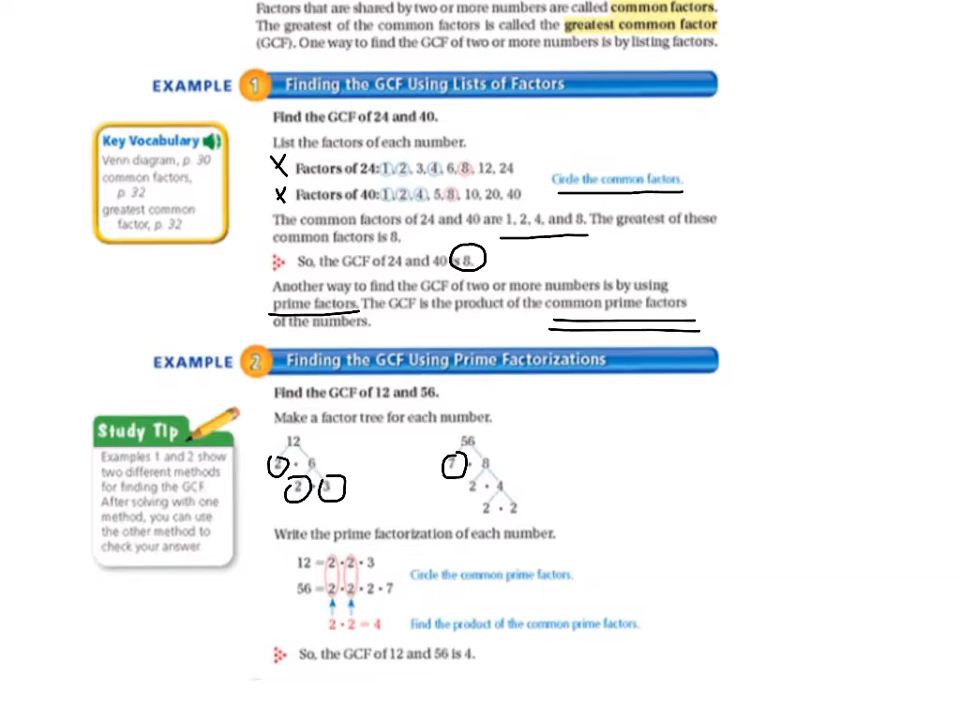 Factors that are shared by two or more numbers are called common factors.
The greatest of the common factors is called the greatest common factor
(GCF). One way to find the GCF of two or more numbers is by listing factors.
EXAMPLE 1 Finding the GCF Using Lists of Factors
Find the GCF of 24 and 40.
List the factors of each number.
Key Vocabulary
Venn diagram, p. 30
common factors,
p. 32
greatest common
factor, p. 32
X Factors of 24: 1, 2, 3, 4, 6, 8, 12, 24
Circle the common factors.
X Factors of 40: 1, 2, 4, 5, 8, 10, 20, 40
The common factors of 24 and 40 are 1, 2, 4, and 8. The greatest of these
common factors is 8.
So, the GCF of 24 and 40 is 8.
Another way to find the GCF of two or more numbers is by using
prime factors. The GCF is the product of the common prime factors
of the numbers.
EXAMPLE 2 Finding the GCF Using Prime Factorizations
Find the GCF of 12 and 56.
Make a factor tree for each number.
Study Tip
Examples 1 and 2 show
two different methods
for finding the GCF.
After solving with one
method, you can use
the other method to
check your answer.
12 56
2 · 6 7 · 8
2 · 3 2 · 4
2 · 2
Write the prime factorization of each number.
12 = 2 · 2 · 3
Circle the common prime factors.
56 = 2 · 2 · 2 · 7
2 · 2 = 4 Find the product of the common prime factors.
So, the GCF of 12 and 56 is 4.